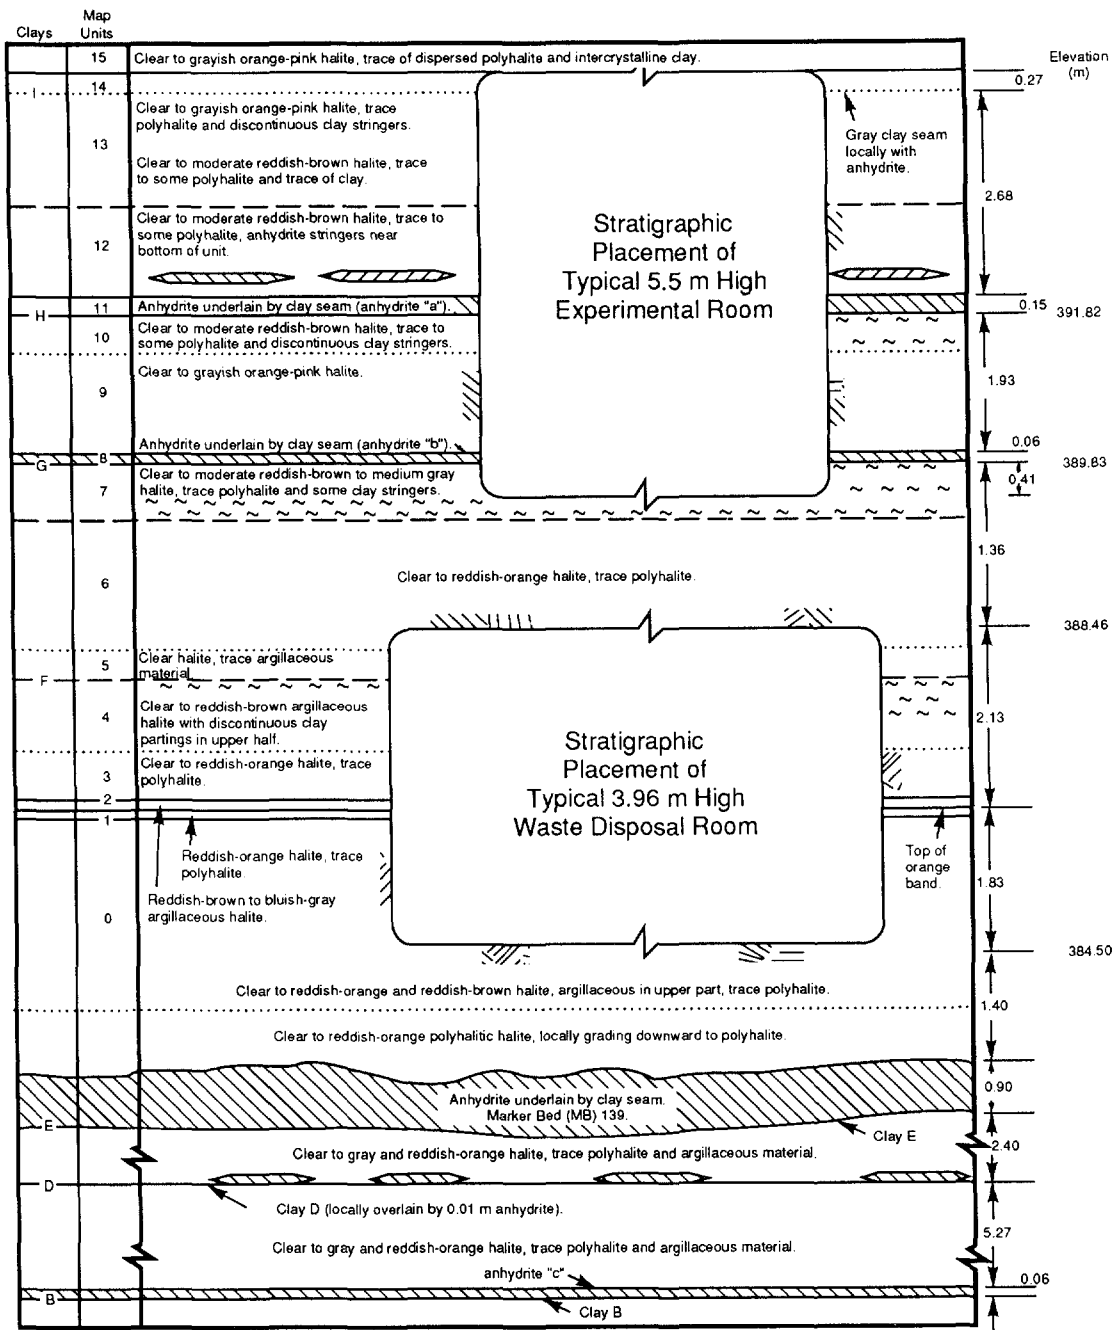 Clays
Map
Units
Elevation
(m)
15
Clear to grayish orange-pink halite, trace of dispersed polyhalite and intercrystalline clay.
14
0.27
I
Clear to grayish orange-pink halite, trace
polyhalite and discontinuous clay stringers.
13
Clear to moderate reddish-brown halite, trace
to some polyhalite and trace of clay.
Gray clay seam
locally with
anhydrite.
2.68
12
Clear to moderate reddish-brown halite, trace to
some polyhalite, anhydrite stringers near
bottom of unit.
Stratigraphic
Placement of
Typical 5.5 m High
Experimental Room
11
Anhydrite underlain by clay seam (anhydrite "a").
0.15
391.82
H
10
Clear to moderate reddish-brown halite, trace to
some polyhalite and discontinuous clay stringers.
9
Clear to grayish orange-pink halite.
1.93
Anhydrite underlain by clay seam (anhydrite "b").
0.06
G
8
389.83
7
Clear to moderate reddish-brown to medium gray
halite, trace polyhalite and some clay stringers.
0.41
1.36
6
Clear to reddish-orange halite, trace polyhalite.
388.46
5
Clear halite, trace argillaceous
material.
F
4
Clear to reddish-brown argillaceous
halite with discontinuous clay
partings in upper half.
2.13
Stratigraphic
Placement of
Typical 3.96 m High
Waste Disposal Room
3
Clear to reddish-orange halite, trace
polyhalite.
2
1
Reddish-orange halite, trace
polyhalite.
Top of
orange
band.
1.83
Reddish-brown to bluish-gray
argillaceous halite.
0
384.50
Clear to reddish-orange and reddish-brown halite, argillaceous in upper part, trace polyhalite.
1.40
Clear to reddish-orange polyhalitic halite, locally grading downward to polyhalite.
0.90
Anhydrite underlain by clay seam.
Marker Bed (MB) 139.
E
Clay E
2.40
Clear to gray and reddish-orange halite, trace polyhalite and argillaceous material.
D
Clay D (locally overlain by 0.01 m anhydrite).
5.27
Clear to gray and reddish-orange halite, trace polyhalite and argillaceous material.
anhydrite "c"
0.06
B
Clay B